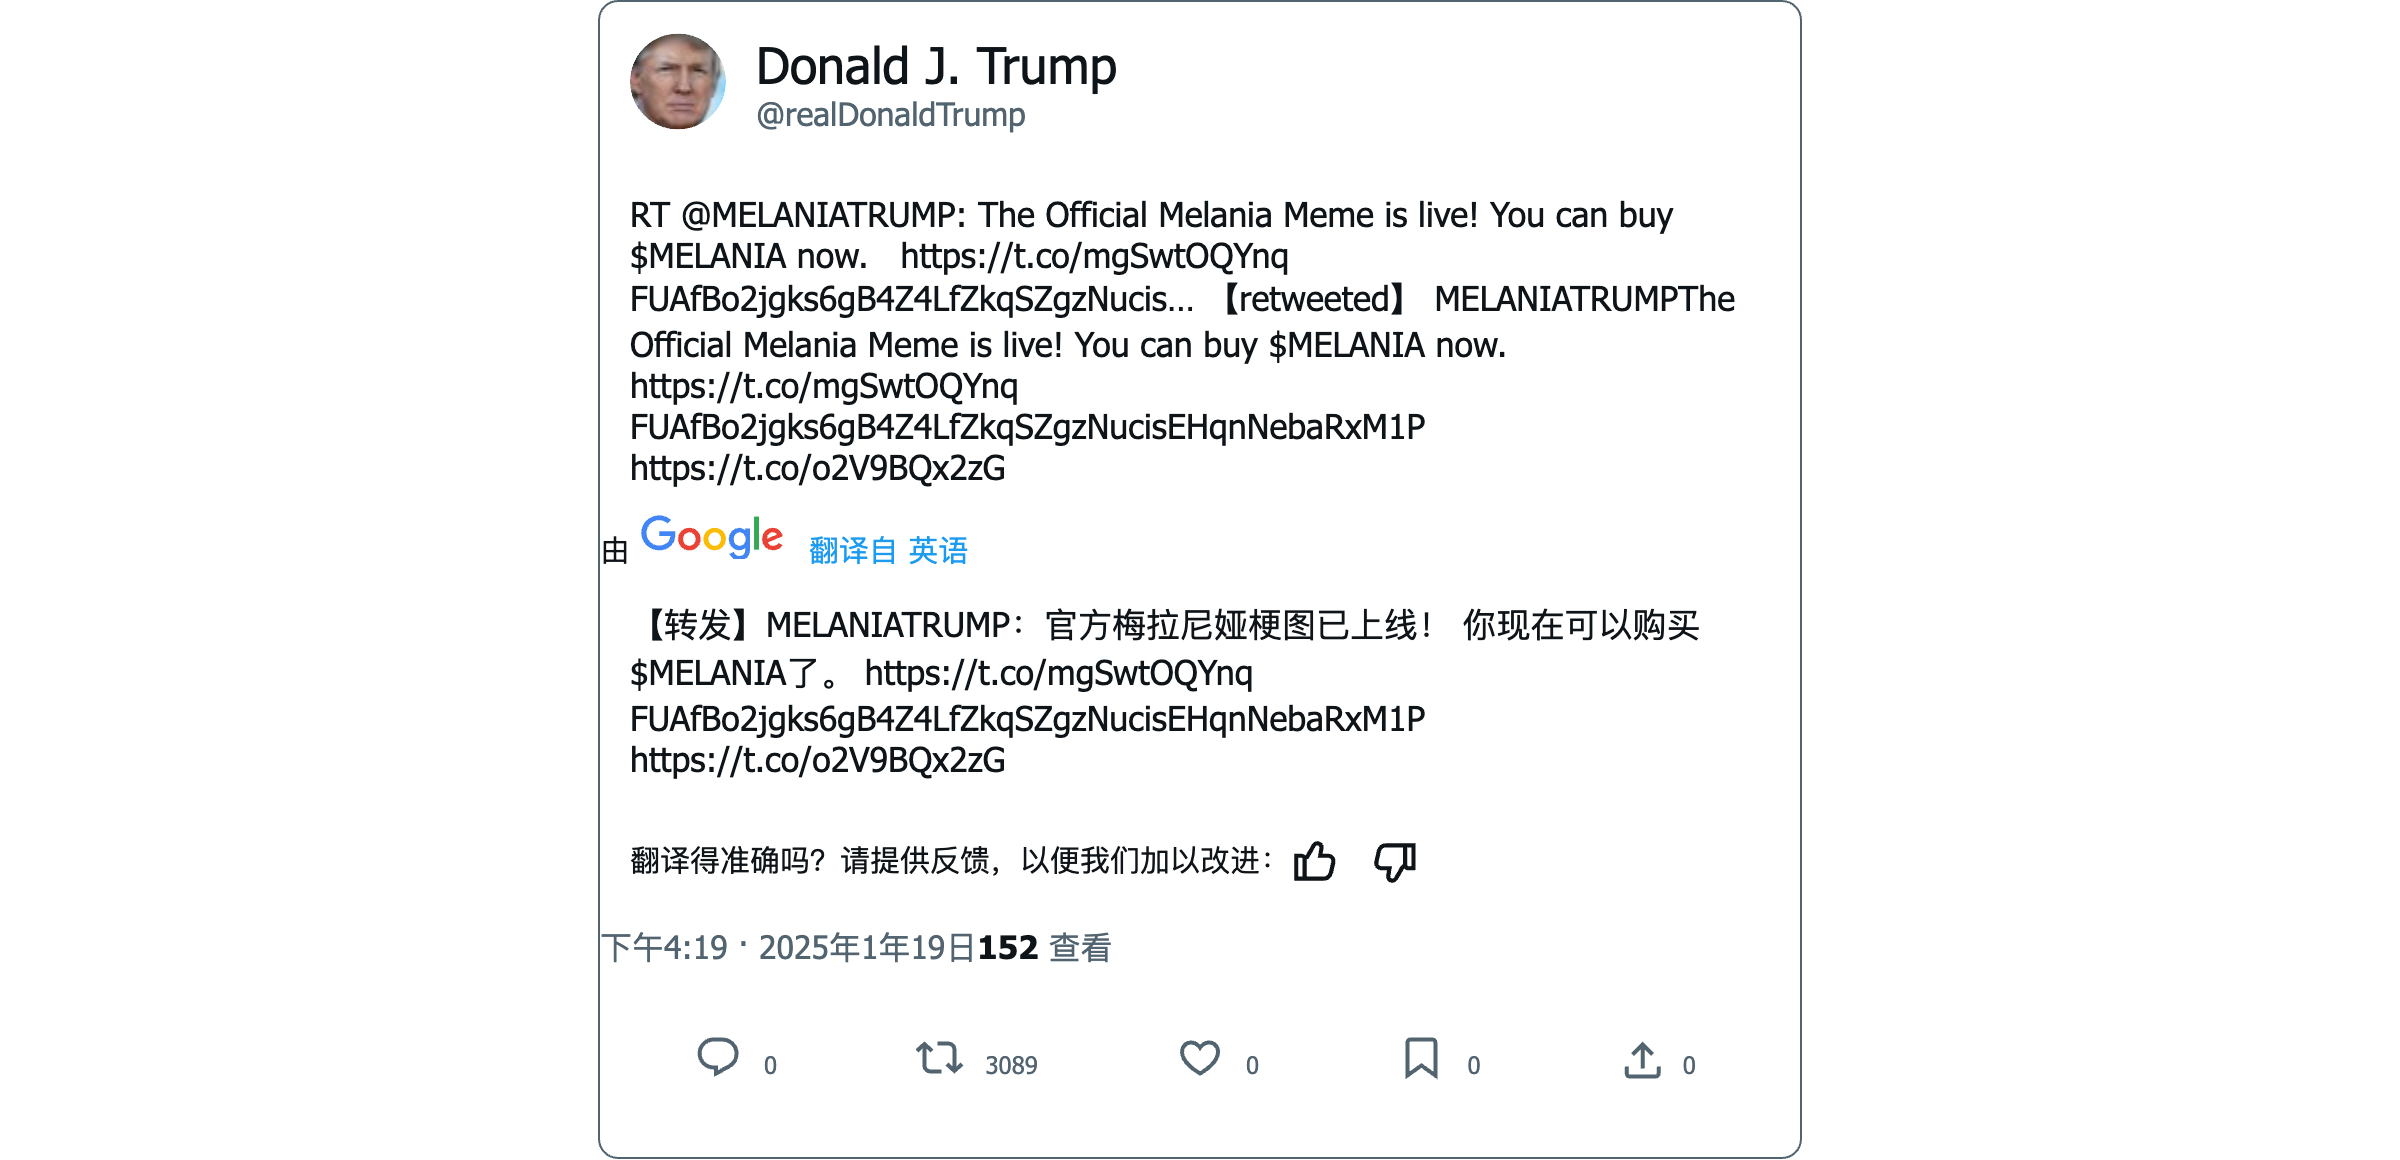 Donald J. Trump
@realDonaldTrump
RT @MELANIATRUMP: The Official Melania Meme is live! You can buy
$MELANIA now.   https://t.co/mgSwtOQYnq
FUAfBo2jgks6gB4Z4LfZkqSZgzNucis... 【retweeted】 MELANIATRUMPThe
Official Melania Meme is live! You can buy $MELANIA now.
https://t.co/mgSwtOQYnq
FUAfBo2jgks6gB4Z4LfZkqSZgzNucisEHqnNebaRxM1P
https://t.co/o2V9BQx2zG
由 Google 翻译自 英语
【转发】MELANIATRUMP：官方梅拉尼娅梗图已上线！ 你现在可以购买
$MELANIA了。 https://t.co/mgSwtOQYnq
FUAfBo2jgks6gB4Z4LfZkqSZgzNucisEHqnNebaRxM1P
https://t.co/o2V9BQx2zG
翻译得准确吗？请提供反馈，以便我们加以改进：
下午4:19 · 2025年1年19日152 查看
0 3089 0 0 0